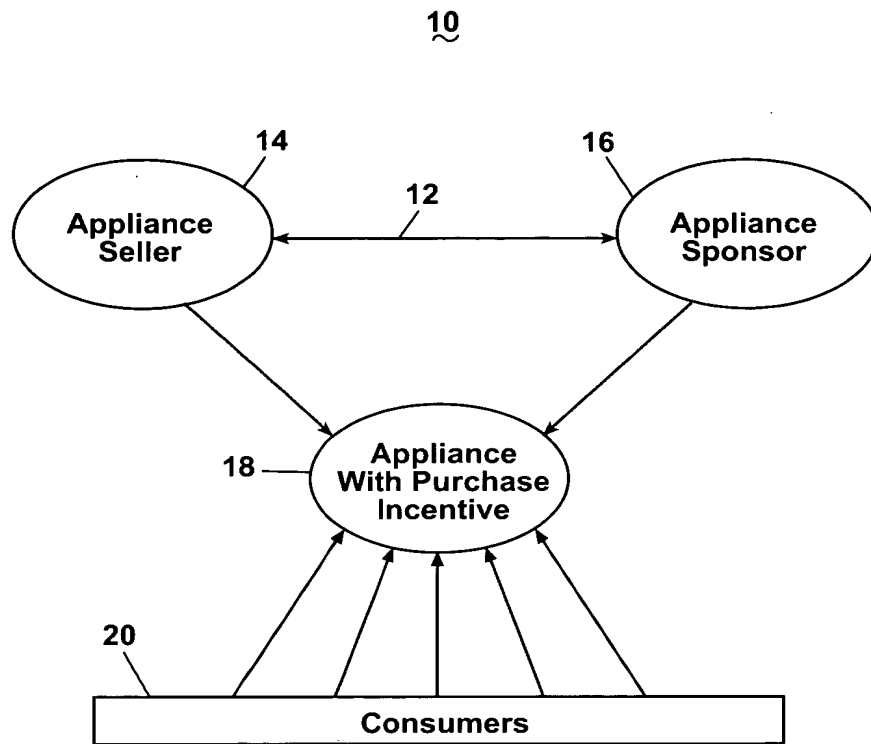 10
14
16
12
Appliance
Seller
Appliance
Sponsor
18
Appliance
With Purchase
Incentive
20
Consumers